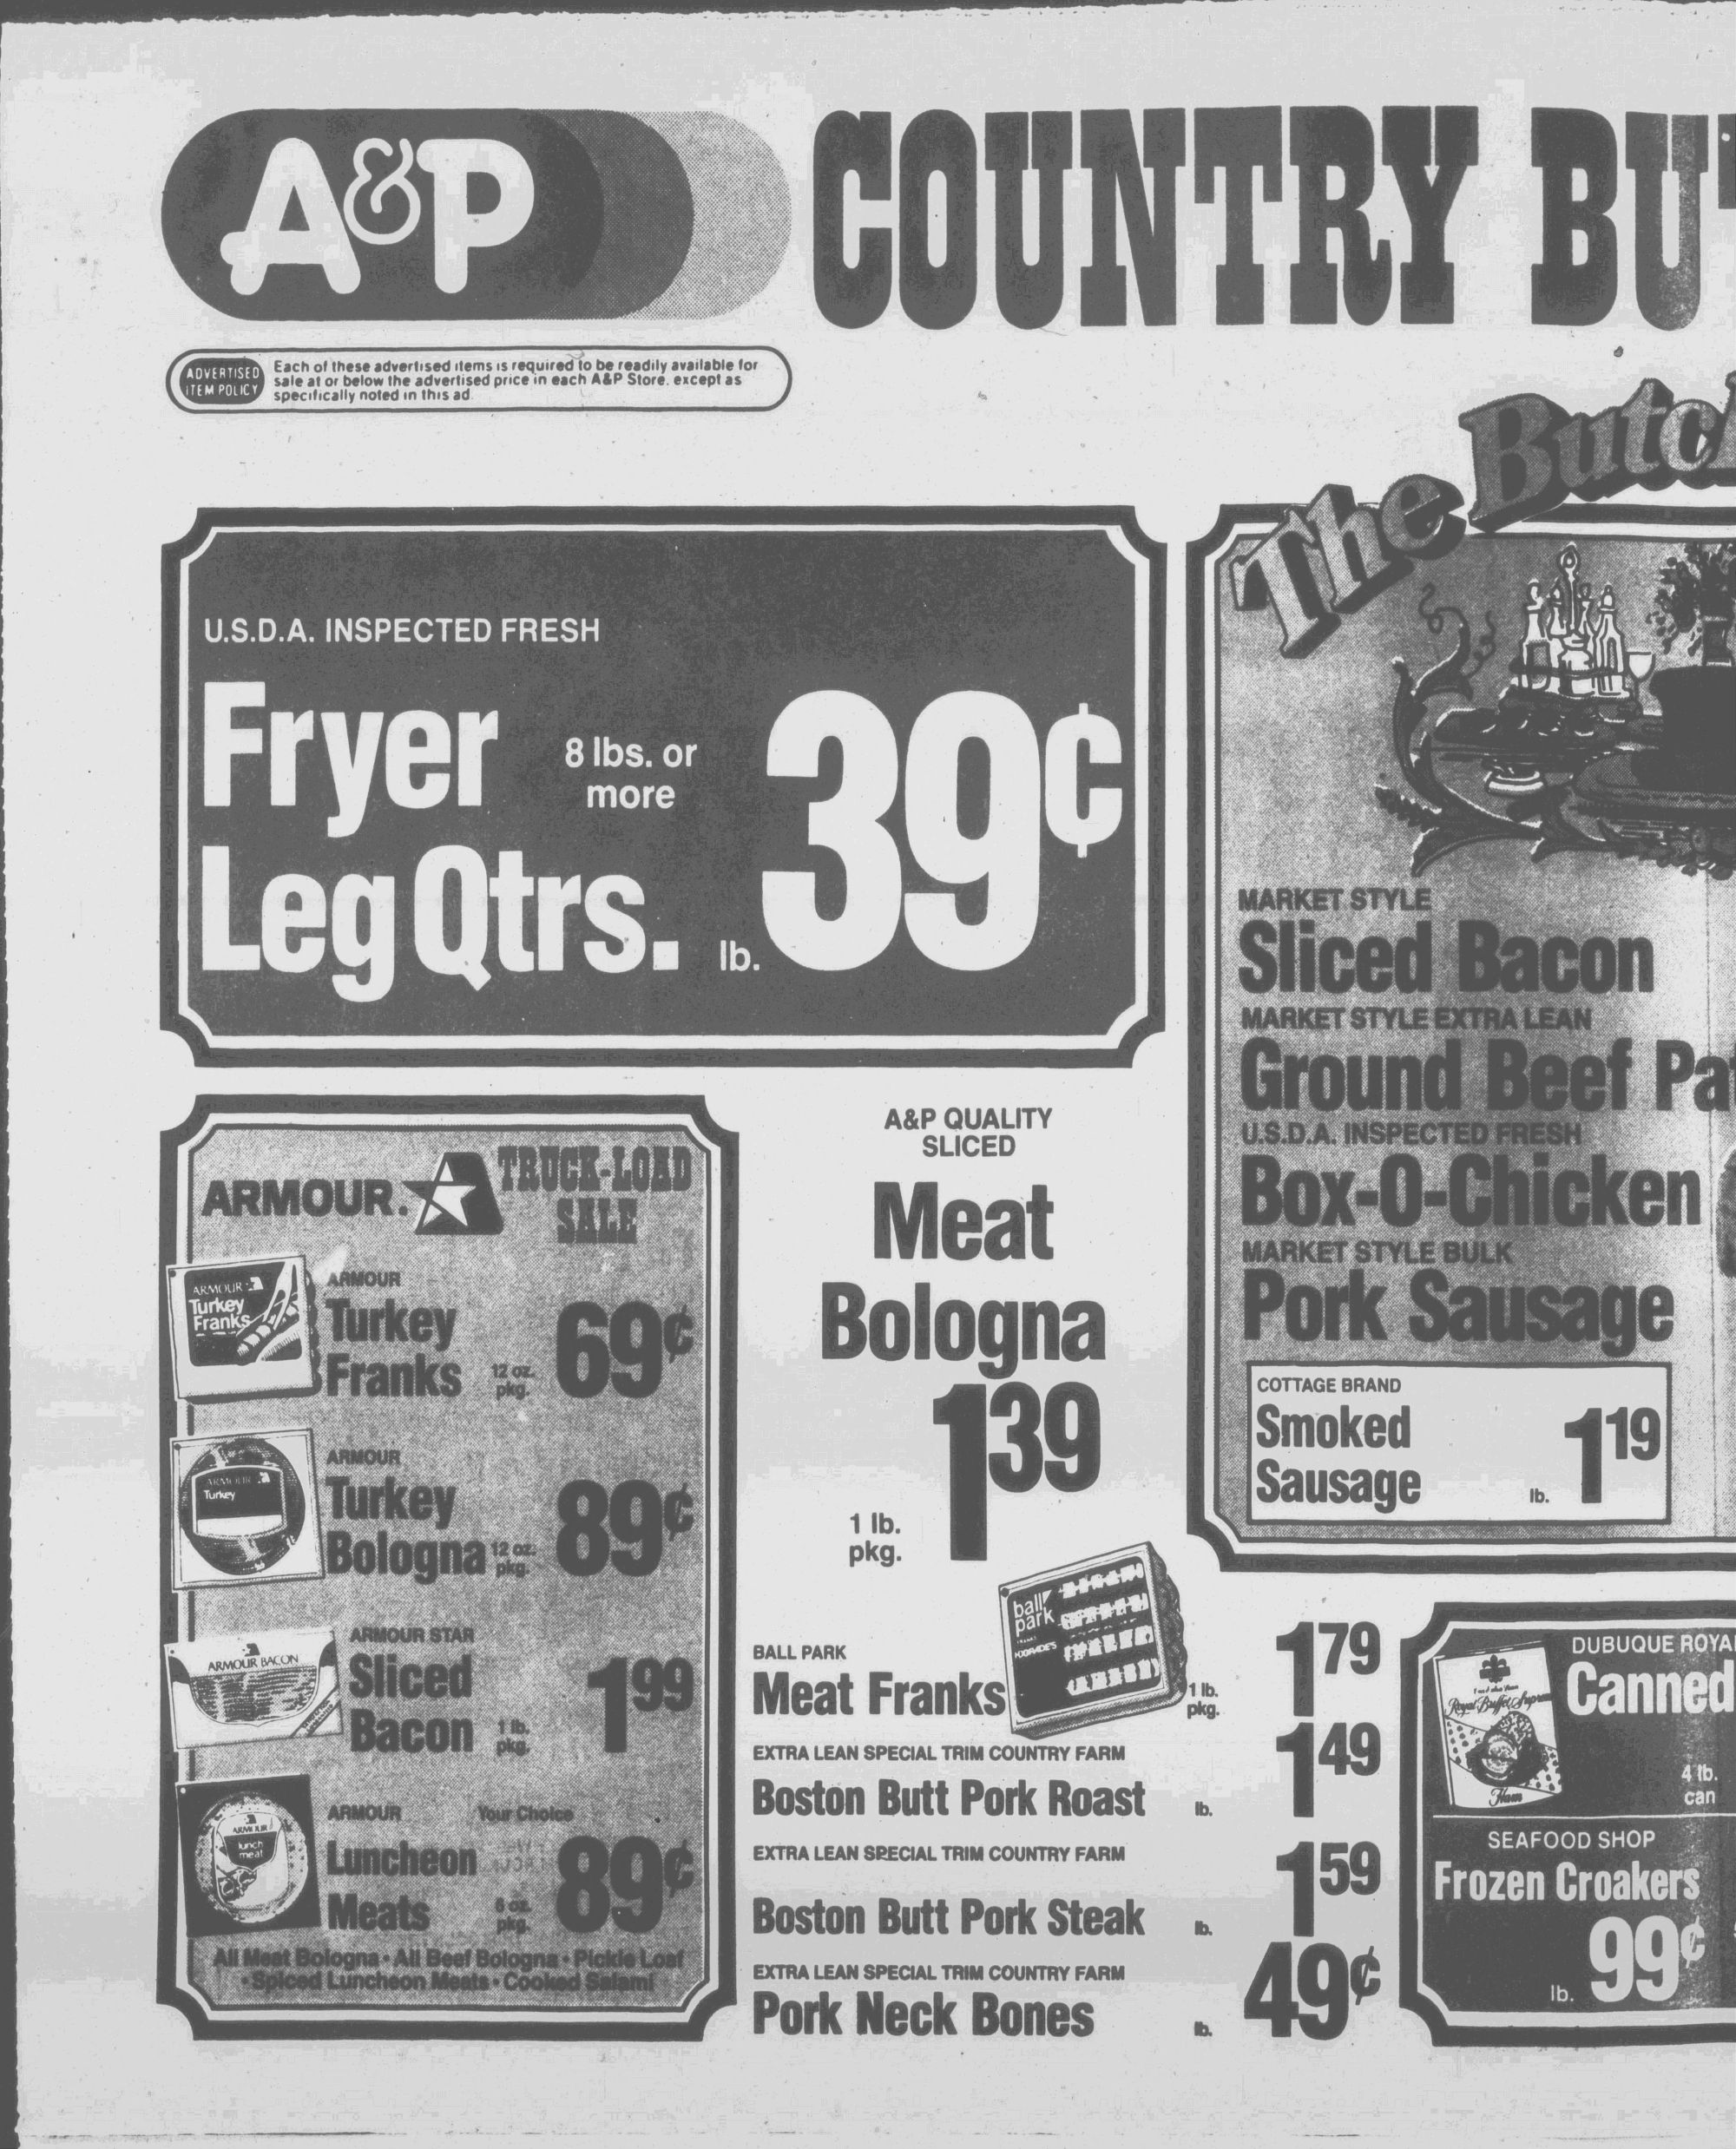 A&P
COUNTRY
ADVERTISED
ITEM POLICY
Each of these advertised items is required to be readily available for
sale at or below the advertised price in each A&P Store, except as
specifically noted in this ad.
U.S.D.A. INSPECTED FRESH
Fryer
Leg Qtrs.
8 lbs. or
more
lb.
39¢
ARMOUR.
TRUCK-LOAD
SALE
ARMOUR
Turkey
Franks
ARMOUR
Turkey
Franks
12 oz.
pkg.
69¢
ARMOUR
Turkey
ARMOUR
Turkey
Bologna
12 oz.
pkg.
89¢
ARMOUR BACON
ARMOUR STAR
Sliced
Bacon
1 lb.
pkg.
1 99
ARMOUR
lunch
meat
ARMOUR
Your Choice
Luncheon
Meats
8 oz.
pkg.
89¢
All Meat Bologna • All Beef Bologna • Pickle Loaf
• Spiced Luncheon Meats • Cooked Salami
A&P QUALITY
SLICED
Meat
Bologna
1 lb.
pkg.
1 39
ball
park
BALL PARK
Meat Franks
1 lb.
pkg.
1 79
EXTRA LEAN SPECIAL TRIM COUNTRY FARM
Boston Butt Pork Roast
lb.
1 49
EXTRA LEAN SPECIAL TRIM COUNTRY FARM
Boston Butt Pork Steak
lb.
1 59
EXTRA LEAN SPECIAL TRIM COUNTRY FARM
Pork Neck Bones
lb.
49¢
The Butch
MARKET STYLE
Sliced Bacon
MARKET STYLE EXTRA LEAN
Ground Beef Pa
U.S.D.A. INSPECTED FRESH
Box-O-Chicken
MARKET STYLE BULK
Pork Sausage
COTTAGE BRAND
Smoked
Sausage
lb.
1 19
Royal Buffet Supreme
Ham
DUBUQUE ROYA
Canned
4 lb.
can
SEAFOOD SHOP
Frozen Croakers
lb.
99¢